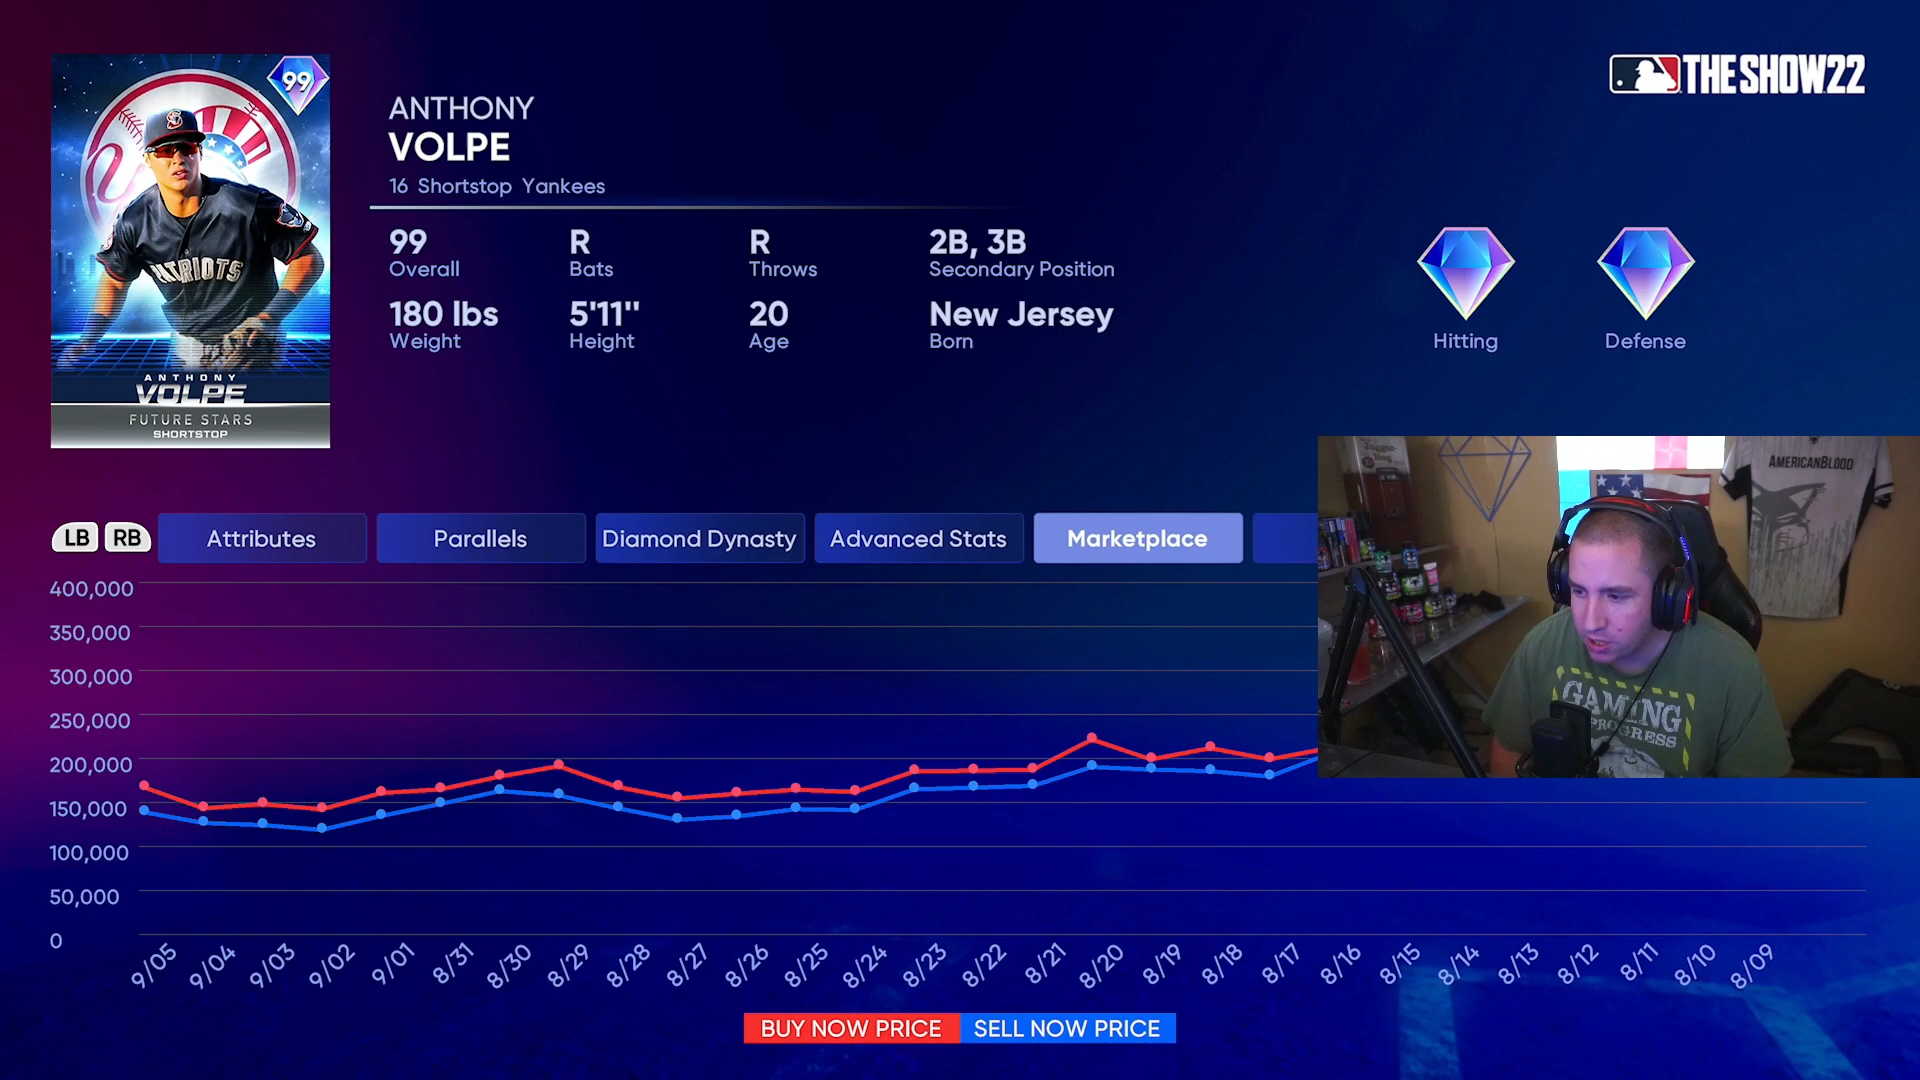 99
PATRIOTS
ANTHONY
VOLPE
FUTURE STARS
SHORTSTOP
ANTHONY
VOLPE
16 Shortstop Yankees
99
Overall
R
Bats
R
Throws
2B, 3B
Secondary Position
180 lbs
Weight
5'11"
Height
20
Age
New Jersey
Born
THE SHOW22
Hitting
Defense
AMERICANBLOOD
GAMING
PROGRESS
LB RB
Attributes
Parallels
Diamond Dynasty
Advanced Stats
Marketplace
400,000
350,000
300,000
250,000
200,000
150,000
100,000
50,000
0
9/05
9/04
9/03
9/02
9/01
8/31
8/30
8/29
8/28
8/27
8/26
8/25
8/24
8/23
8/22
8/21
8/20
8/19
8/18
8/17
8/16
8/15
8/14
8/13
8/12
8/11
8/10
8/09
BUY NOW PRICE
SELL NOW PRICE